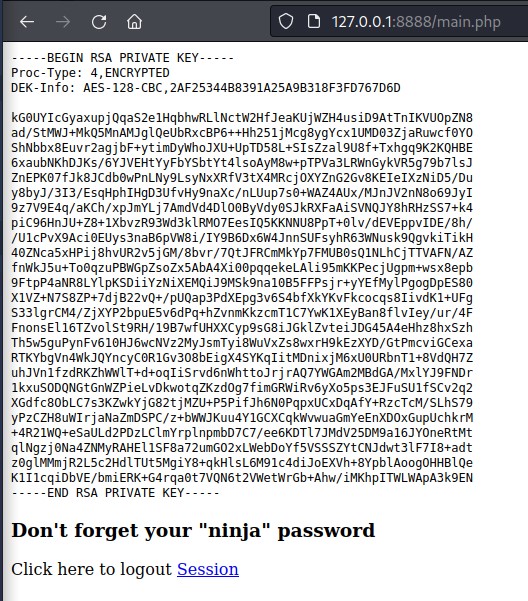 127.0.0.1:8888/main.php
-----BEGIN RSA PRIVATE KEY-----
Proc-Type: 4,ENCRYPTED
DEK-Info: AES-128-CBC,2AF25344B8391A25A9B318F3FD767D6D
kG0UYIcGyaxupjQqaS2e1HqbhwRLlNctW2HfJeaKUjWZH4usiD9AtTnIKVUOpZN8
ad/StMWJ+MkQ5MnAMJglQeUbRxcBP6++Hh251jMcg8ygYcx1UMD03ZjaRuwcf0YO
ShNbbx8Euvr2agjbF+ytimDyWhoJXU+UpTD58L+SIsZzal9U8f+Txhgq9K2KQHBE
6xaubNKhDJKs/6YJVEHtYyFbYSbtYt4lsoAyM8w+pTPVa3LRWnGykVR5g79b7lsJ
ZnEPK07fJk8JCdb0wPnLNy9LsyNxXRfV3tX4MRcjOXYZnG2Gv8KEIeIXzNiD5/Du
y8byJ/3I3/EsqHphIHgD3UfvHy9naXc/nLUup7s0+WAZ4AUx/MJnJV2nN8o69JyI
9z7V9E4q/aKCh/xpJmYLj7AmdVd4DlO0ByVdy0SJkRXFaAiSVNQJY8hRHzSS7+k4
piC96HnJU+Z8+1XbvzR93Wd3klRMO7EesIQ5KKNNU8PpT+0lv/dEVEppvIDE/8h/
/U1cPvX9Aci0EUys3naB6pVW8i/IY9B6Dx6W4JnnSUFsyhR63WNusk9QgvkiTikH
40ZNca5xHPij8hvUR2v5jGM/8bvr/7QtJFRCmMkYp7FMUB0sQ1NLhCjTTVAFN/AZ
fnWkJ5u+To0qzuPBWGpZsoZx5AbA4Xi00pqqekeLAli95mKKPecjUgpm+wsx8epb
9FtpP4aNR8LYlpKSDiiYzNiXEMQiJ9MSk9na10B5FFPsjr+yYEfMylPgogDpES80
X1VZ+N7S8ZP+7djB22vQ+/pUQap3PdXEpg3v6S4bfXkYKvFkcocqs8IivdK1+UFg
S33lgrCM4/ZjXYP2bpuE5v6dPq+hZvnmKkzcmT1C7YwK1XEyBan8flvIey/ur/4F
FnonsEl16TZvolSt9RH/19B7wfUHXXCyp9sG8iJGklZvteiJDG45A4eHhz8hxSzh
Th5w5guPynFv610HJ6wcNVz2MyJsmTyi8WuVxZs8wxrH9kEzXYD/GtPmcviGCexa
RTKYbgVn4WkJQYncyC0R1Gv3O8bEigX4SYKqIitMDnixjM6xU0URbnT1+8VdQH7Z
uhJVn1fzdRKZhWWlT+d+oqIiSrvd6nWhttoJrjrAQ7YWGAm2MBdGA/MxlYJ9FNDr
1kxuSODQNGtGnWZPieLvDkwotqZKzdOg7fimGRWiRv6yXo5ps3EJFuSU1fSCv2q2
XGdfc8ObLC7s3KZwkYjG82tjMZU+P5PifJh6N0PqpxUCxDqAfY+RzcTcM/SLhS79
yPzCZH8uWIrjaNaZmDSPC/z+bWWJKuu4Y1GCXCqkWvwuaGmYeEnXDOxGupUchkrM
+4R21WQ+eSaULd2PDzLClmYrplnpmbD7C7/ee6KDTl7JMdV25DM9a16JYOneRtMt
qlNgzj0Na4ZNMyRAHEl1SF8a72umGO2xLWebDoYf5VSSSZYtCNJdwt3lF7I8+adt
z0glMMmjR2L5c2HdlTUt5MgiY8+qkHlsL6M91c4diJoEXVh+8YpblAoogOHHBlQe
K1I1cqiDbVE/bmiERK+G4rqa0t7VQN6t2VWetWrGb+Ahw/iMKhpITWLWApA3k9EN
-----END RSA PRIVATE KEY-----
Don't forget your "ninja" password
Click here to logout Session